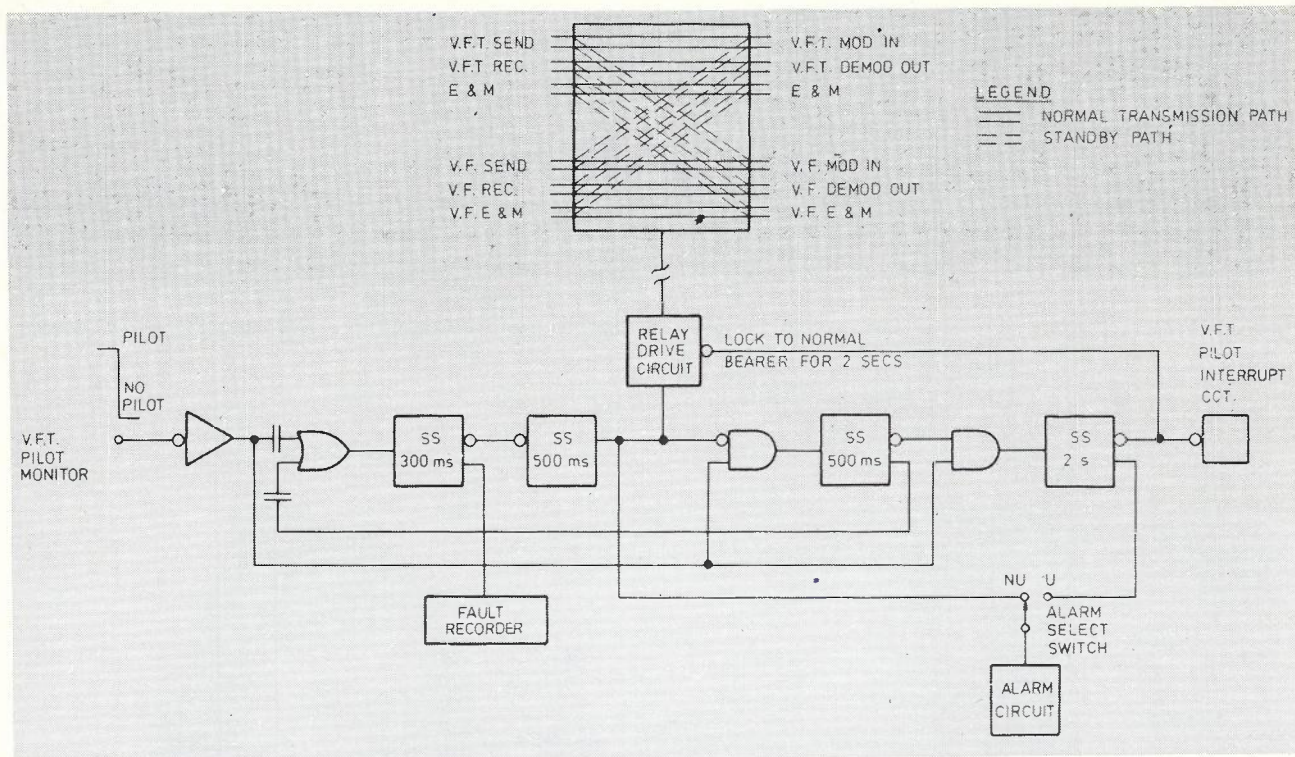 V.F.T. SEND
V.F.T REC.
E & M
V.F. SEND
V.F. REC.
V.F. E & M
V.F.T. MOD IN
V.F.T. DEMOD OUT
E & M
V.F. MOD IN
V.F. DEMOD OUT
V.F. E & M
LEGEND
NORMAL TRANSMISSION PATH
STANDBY PATH
PILOT
NO
PILOT
V.F.T.
PILOT
MONITOR
SS
300 ms
SS
500 ms
RELAY
DRIVE
CIRCUIT
LOCK TO NORMAL
BEARER FOR 2 SECS
SS
500 ms
SS
2 s
V.F.T.
PILOT
INTERRUPT
CCT.
FAULT
RECORDER
NU U
ALARM
SELECT
SWITCH
ALARM
CIRCUIT